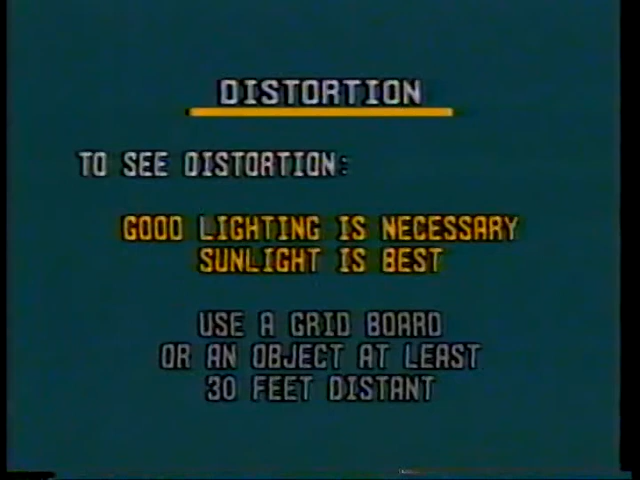 DISTORTION
TO SEE DISTORTION:
GOOD LIGHTING IS NECESSARY
SUNLIGHT IS BEST
USE A GRID BOARD
OR AN OBJECT AT LEAST
30 FEET DISTANT